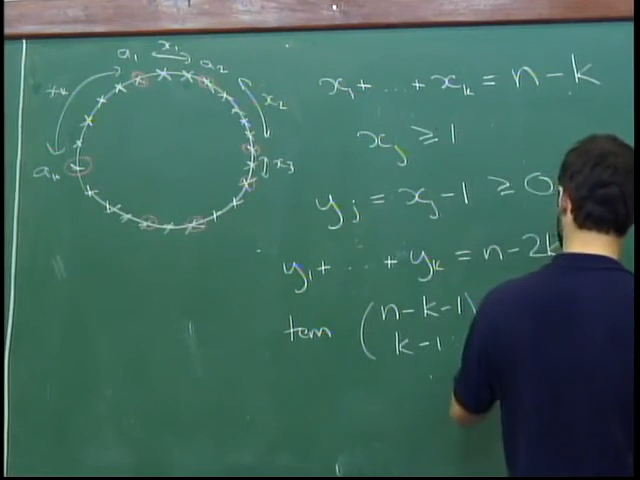 a₁ x₁ a₂
xₖ
x₂
x₃
aₖ
x₁ + ... + xₖ = n - k
xⱼ ≥ 1
yⱼ = xⱼ - 1 ≥ 0
y₁ + ... + yₖ = n - 2k
tem (n-k-1
k-1